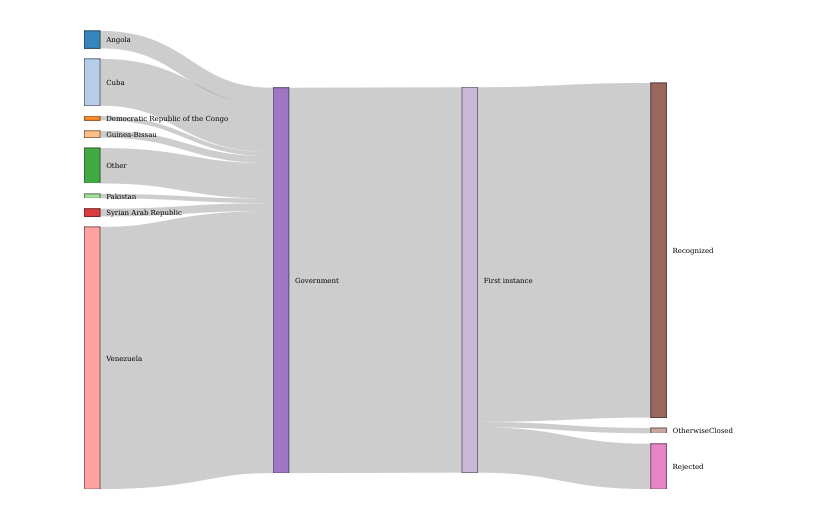 Angola
Cuba
Democratic Republic of the Congo
Guinea-Bissau
Other
Pakistan
Syrian Arab Republic
Venezuela
Government
First instance
Recognized
OtherwiseClosed
Rejected